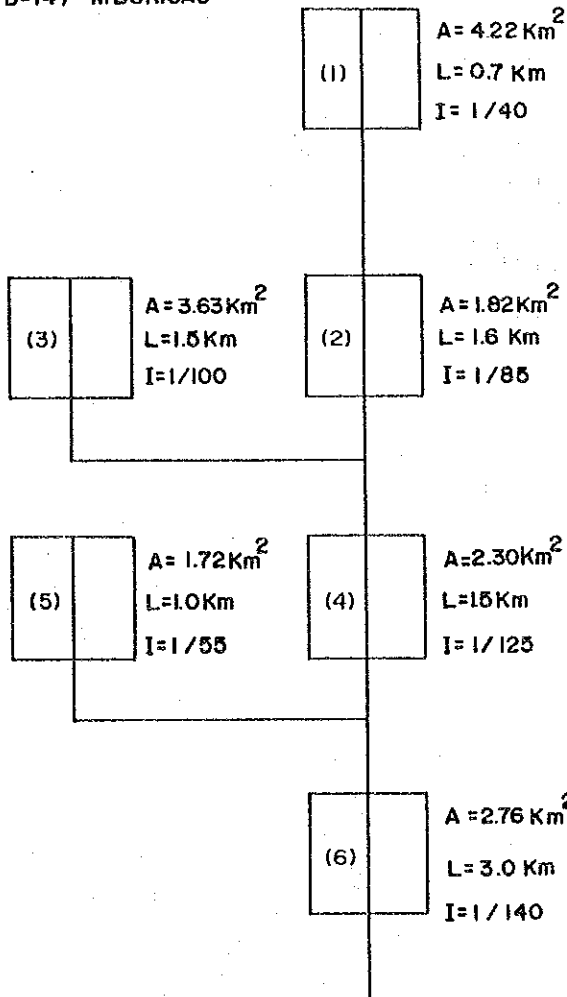 MBURICAO
A = 4.22 Km²
(1) L = 0.7 Km
I = 1/40
A = 3.63 Km²
(3) L=1.5 Km
I=1/100
A=1.82 Km²
(2) L= 1.6 Km
I = 1/85
A= 1.72 Km²
(5) L=1.0 Km
I=1/55
A=2.30 Km²
(4) L=15 Km
I=1/125
A =2.76 Km²
(6) L= 3.0 Km
I=1/140